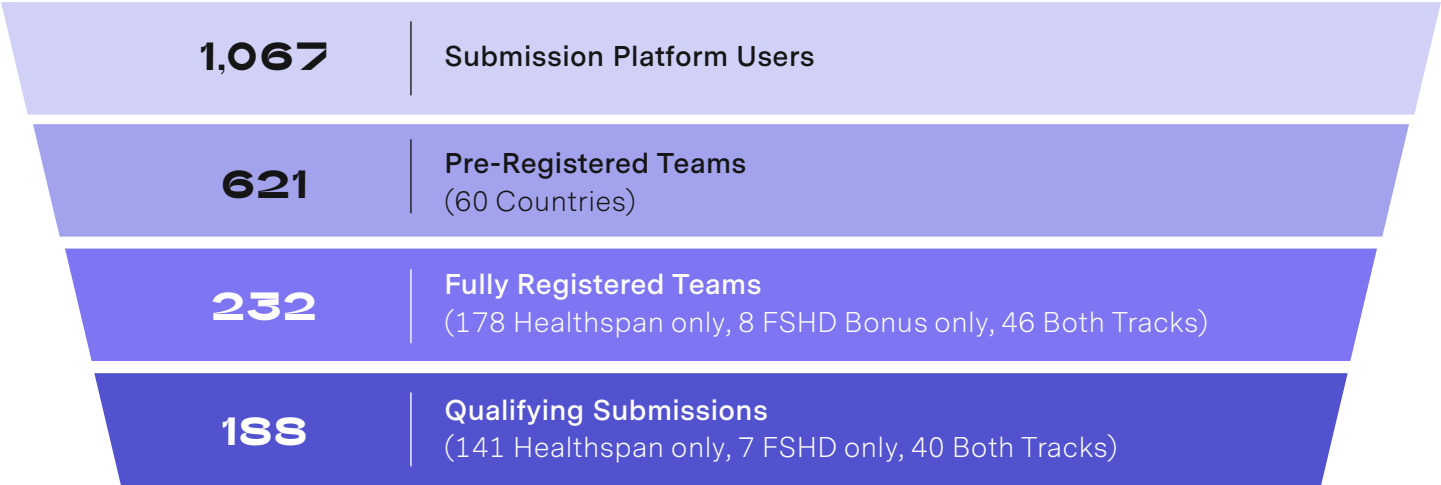 1,067
Submission Platform Users
621
Pre-Registered Teams
(60 Countries)
232
Fully Registered Teams
(178 Healthspan only, 8 FSHD Bonus only, 46 Both Tracks)
188
Qualifying Submissions
(141 Healthspan only, 7 FSHD only, 40 Both Tracks)